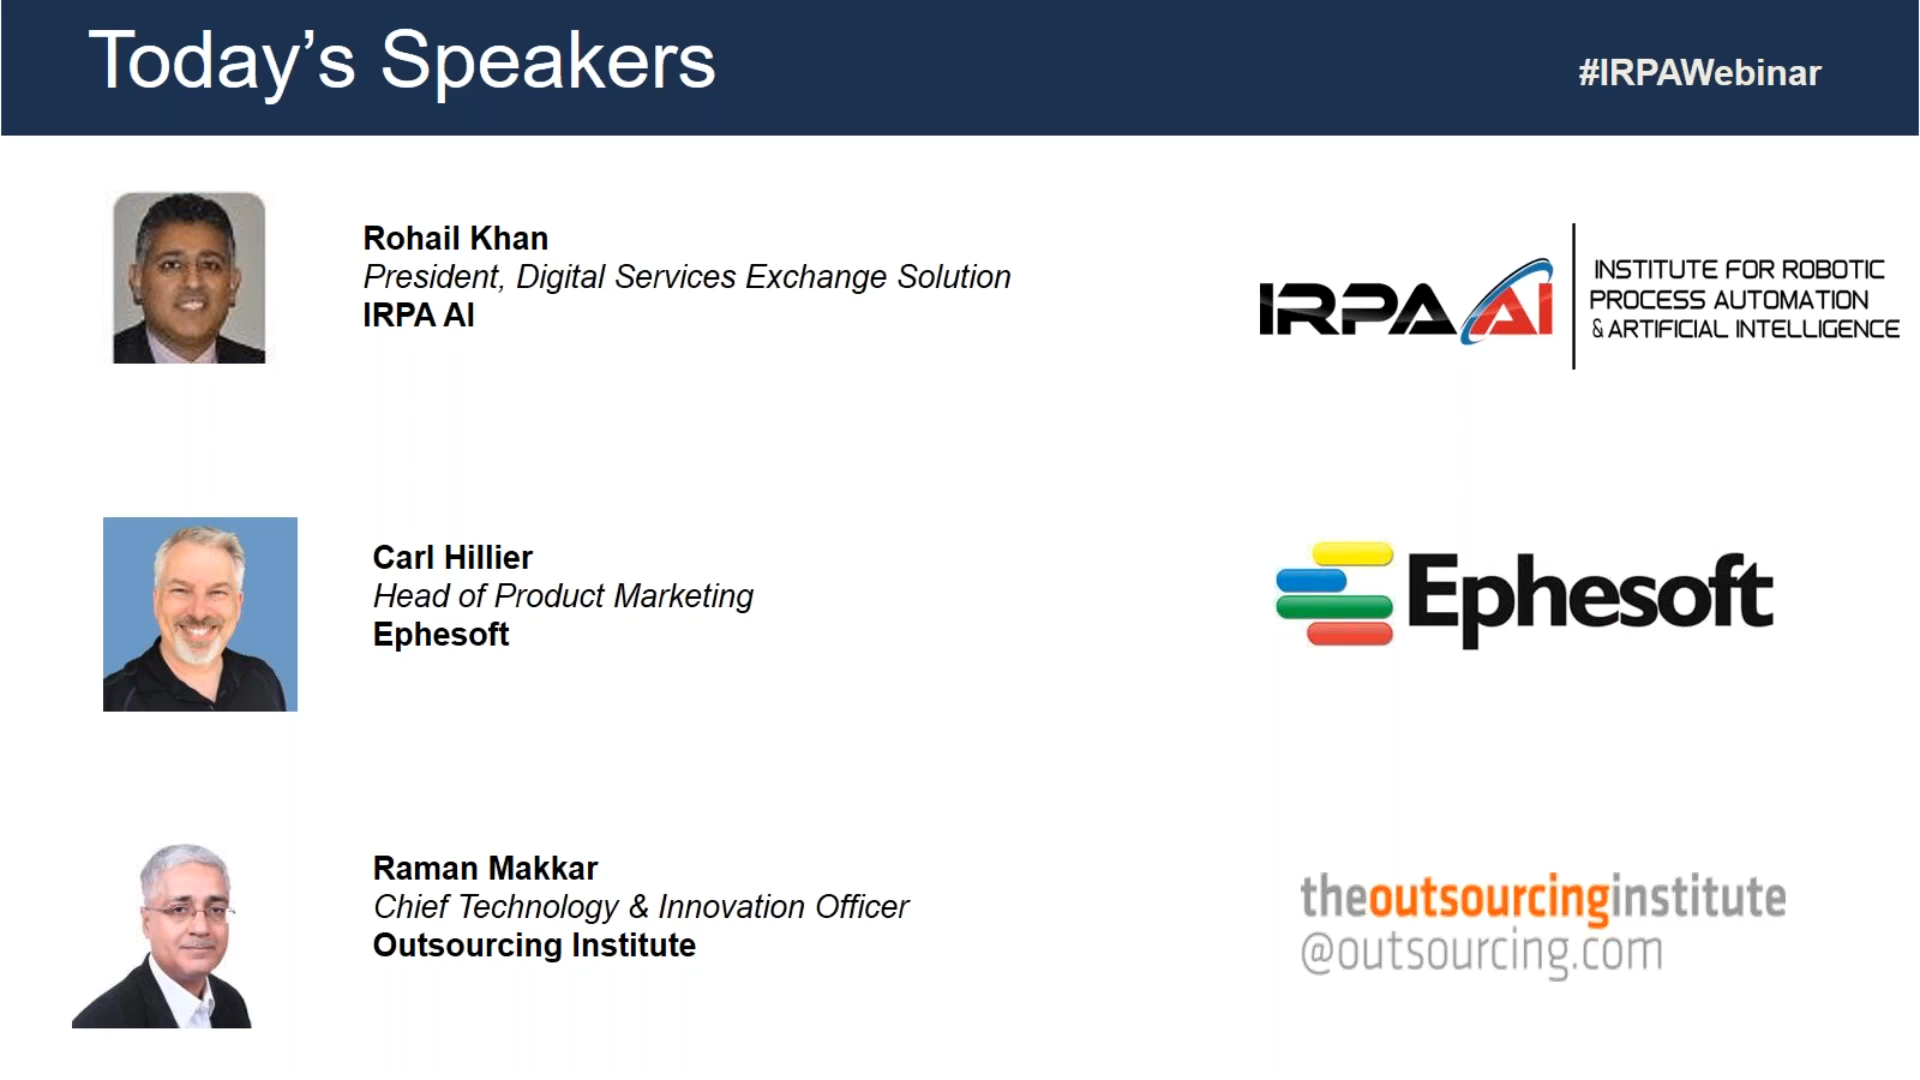 Today’s Speakers
#IRPAWebinar
Rohail Khan
President, Digital Services Exchange Solution
IRPA AI
IRPA AI
INSTITUTE FOR ROBOTIC
PROCESS AUTOMATION
& ARTIFICIAL INTELLIGENCE
Carl Hillier
Head of Product Marketing
Ephesoft
Ephesoft
Raman Makkar
Chief Technology & Innovation Officer
Outsourcing Institute
theoutsourcinginstitute
@outsourcing.com